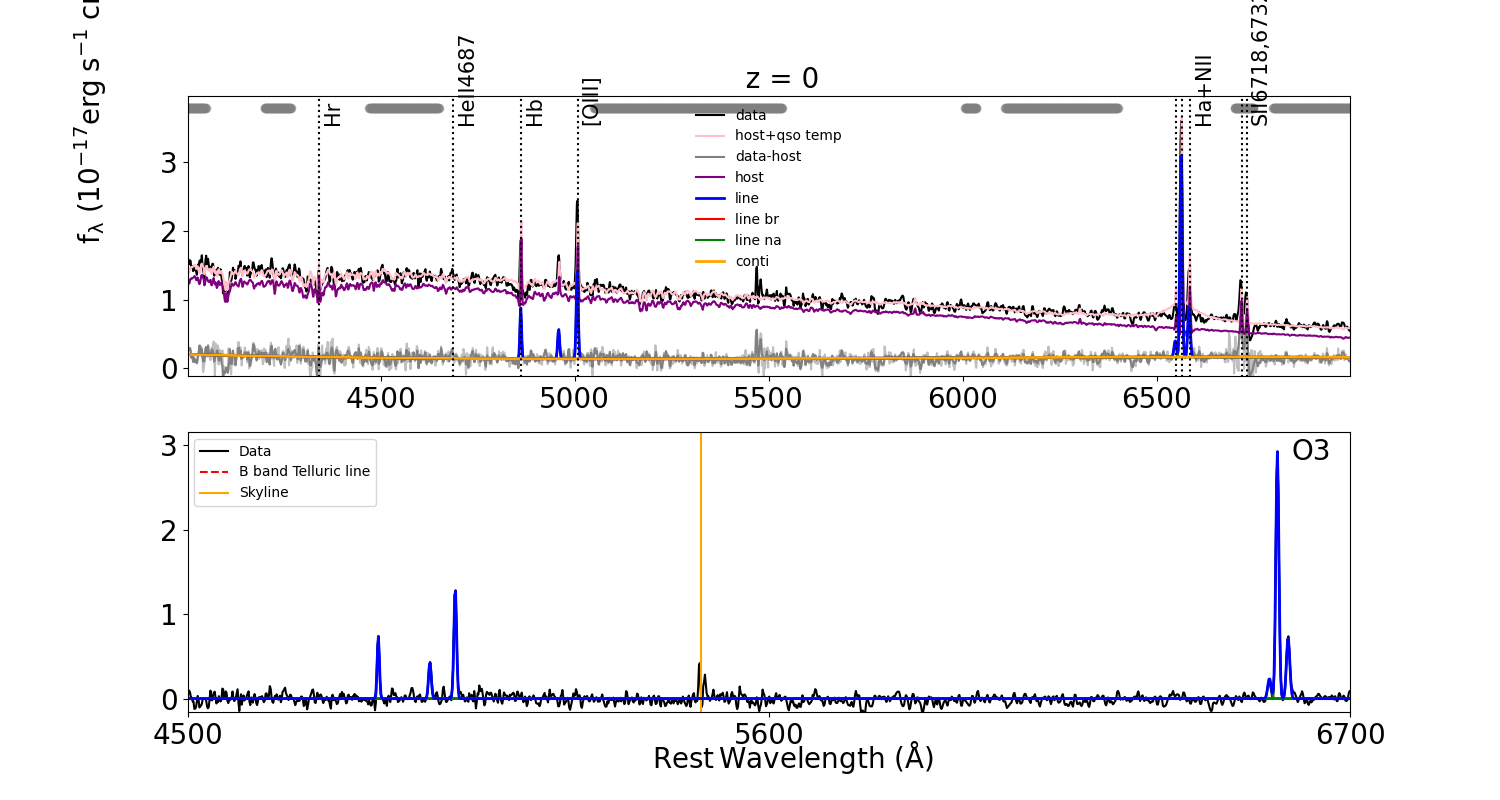 z = 0
fλ (10−17erg s−1 c
Hr
HeII4687
Hb
[OIII]
Ha+NII
SII6718,673
data
host+qso temp
data-host
host
line
line br
line na
conti
3
2
1
0
4500 5000 5500 6000 6500
Data
B band Telluric line
Skyline
O3
3
2
1
0
4500 5600 6700
Rest Wavelength (Å)